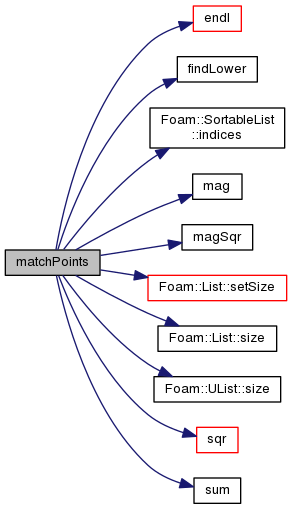 endl
findLower
Foam::SortableList
::indices
mag
matchPoints
magSqr
Foam::List::setSize
Foam::List::size
Foam::UList::size
sqr
sum